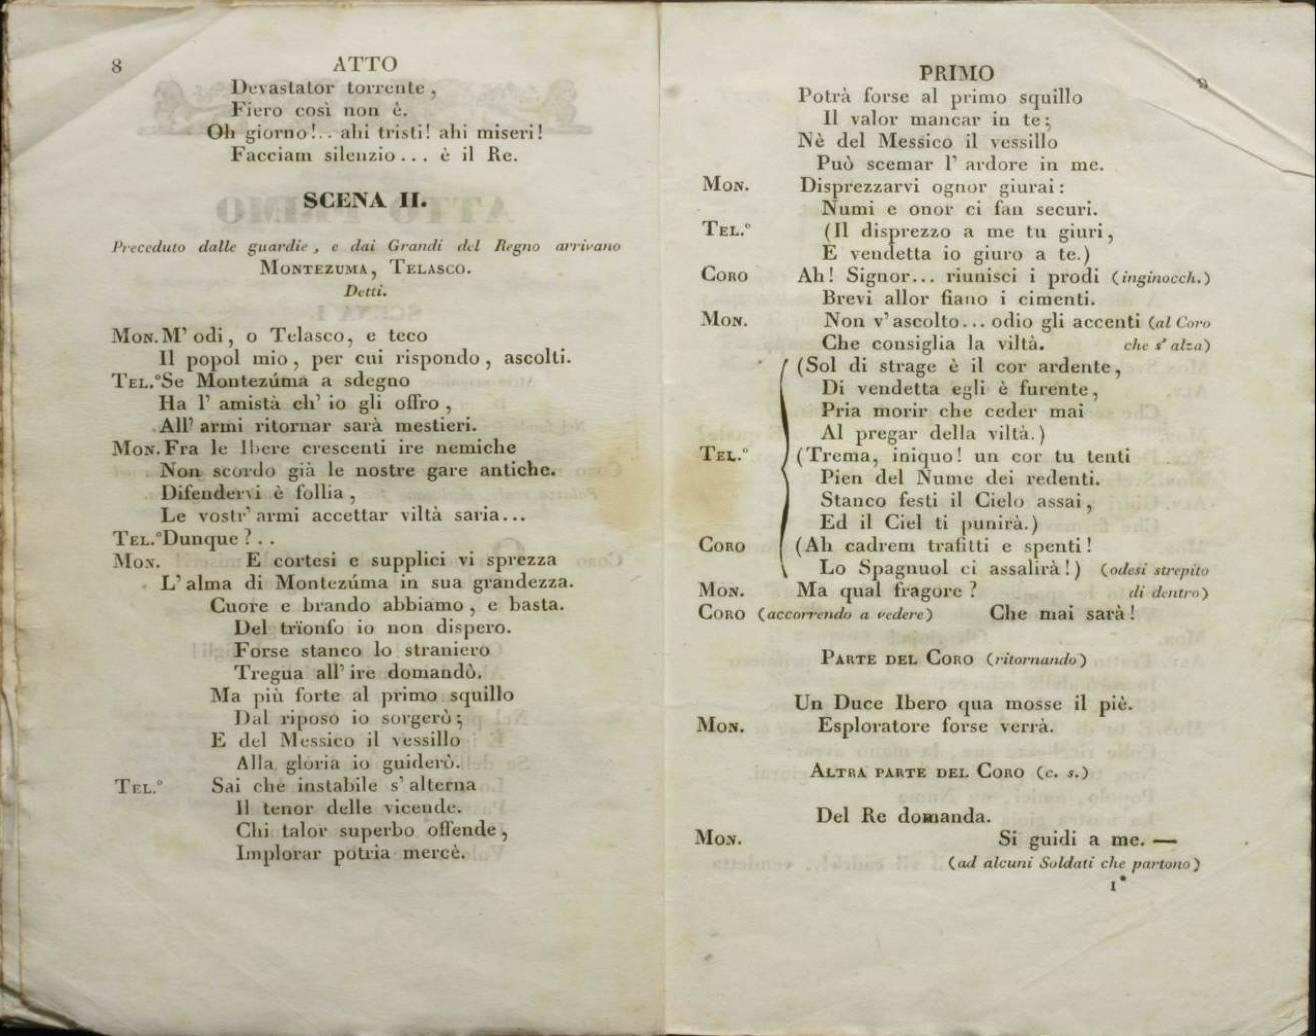 8
ATTO
Devastator torrente,
Fiero così non è.
Oh giorno!.. ahi tristi! ahi miseri!
Facciam silenzio... è il Re.
SCENA II.
Preceduto dalle guardie, e dai Grandi del Regno arrivano
MONTEZUMA, TELASCO.
Detti.
MON. M' odi, o Telasco, e teco
Il popol mio, per cui rispondo, ascolti.
TEL.° Se Montezúma a sdegno
Ha l' amistà ch' io gli offro,
All' armi ritornar sarà mestieri.
MON. Fra le Ibere crescenti ire nemiche
Non scordo già le nostre gare antiche.
Difendervi è follia,
Le vostr' armi accettar viltà saria...
TEL.° Dunque?..
MON. E cortesi e supplici vi sprezza
L' alma di Montezúma in sua grandezza.
Cuore e brando abbiamo, e basta.
Del trïonfo io non dispero.
Forse stanco lo straniero
Tregua all' ire domandò.
Ma più forte al primo squillo
Dal riposo io sorgerò;
E del Messico il vessillo
Alla gloria io guiderò.
TEL.° Sai che instabile s' alterna
Il tenor delle vicende.
Chi talor superbo offende,
Implorar potria mercè.
PRIMO
9
Potrà forse al primo squillo
Il valor mancar in te;
Nè del Messico il vessillo
Può scemar l' ardore in me.
MON. Disprezzarvi ognor giurai:
Numi e onor ci fan securi.
TEL.° (Il disprezzo a me tu giuri,
E vendetta io giuro a te.)
CORO Ah! Signor... riunisci i prodi (inginocch.)
Brevi allor fiano i cimenti.
MON. Non v' ascolto... odio gli accenti (al Coro
Che consiglia la viltà. che s' alza)
(Sol di strage è il cor ardente,
Di vendetta egli è furente,
Pria morir che ceder mai
Al pregar della viltà.)
TEL.° (Trema, iniquo! un cor tu tenti
Pien del Nume dei redenti.
Stanco festi il Cielo assai,
Ed il Ciel ti punirà.)
CORO (Ah cadrem trafitti e spenti!
Lo Spagnuol ci assalirà!) (odesi strepito
MON. Ma qual fragore? di dentro)
CORO (accorrendo a vedere) Che mai sarà!
PARTE DEL CORO (ritornando)
Un Duce Ibero qua mosse il piè.
MON. Esploratore forse verrà.
ALTRA PARTE DEL CORO (c. s.)
Del Re domanda.
MON. Si guidi a me. —
(ad alcuni Soldati che partono)
1*